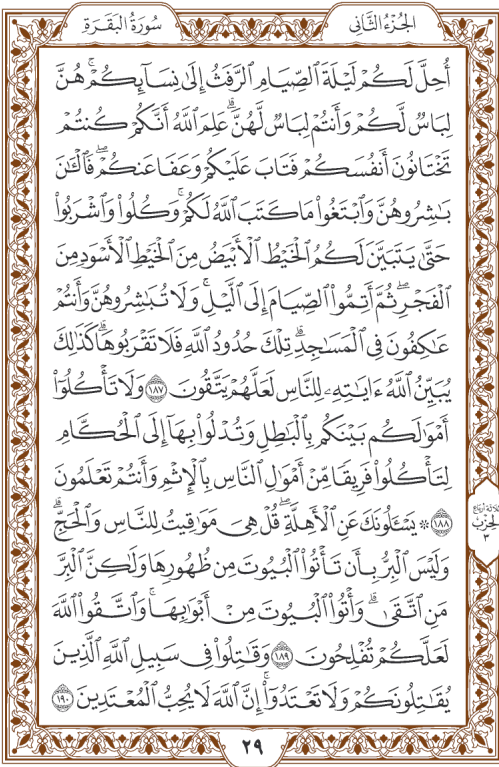 الجزء الثاني
سورة البقرة
أُحِلَّ لَكُمْ لَيْلَةَ ٱلصِّيَامِ ٱلرَّفَثُ إِلَىٰ نِسَآئِكُمْ ۚ هُنَّ
لِبَاسٌ لَّكُمْ وَأَنتُمْ لِبَاسٌ لَّهُنَّ ۗ عَلِمَ ٱللَّهُ أَنَّكُمْ كُنتُمْ
تَخْتَانُونَ أَنفُسَكُمْ فَتَابَ عَلَيْكُمْ وَعَفَا عَنكُمْ ۖ فَٱلْـَٰٔنَ
بَـٰشِرُوهُنَّ وَٱبْتَغُوا۟ مَا كَتَبَ ٱللَّهُ لَكُمْ ۚ وَكُلُوا۟ وَٱشْرَبُوا۟
حَتَّىٰ يَتَبَيَّنَ لَكُمُ ٱلْخَيْطُ ٱلْأَبْيَضُ مِنَ ٱلْخَيْطِ ٱلْأَسْوَدِ مِنَ
ٱلْفَجْرِ ۖ ثُمَّ أَتِمُّوا۟ ٱلصِّيَامَ إِلَى ٱلَّيْلِ ۚ وَلَا تُبَـٰشِرُوهُنَّ وَأَنتُمْ
عَـٰكِفُونَ فِى ٱلْمَسَـٰجِدِ ۗ تِلْكَ حُدُودُ ٱللَّهِ فَلَا تَقْرَبُوهَا ۗ كَذَٰلِكَ
يُبَيِّنُ ٱللَّهُ ءَايَـٰتِهِۦ لِلنَّاسِ لَعَلَّهُمْ يَتَّقُونَ ١٨٧ وَلَا تَأْكُلُوٓا۟
أَمْوَٰلَكُم بَيْنَكُم بِٱلْبَـٰطِلِ وَتُدْلُوا۟ بِهَآ إِلَى ٱلْحُكَّامِ
لِتَأْكُلُوا۟ فَرِيقًا مِّنْ أَمْوَٰلِ ٱلنَّاسِ بِٱلْإِثْمِ وَأَنتُمْ تَعْلَمُونَ
١٨٨ ۞ يَسْـَٔلُونَكَ عَنِ ٱلْأَهِلَّةِ ۖ قُلْ هِىَ مَوَٰقِيتُ لِلنَّاسِ وَٱلْحَجِّ ۗ
وَلَيْسَ ٱلْبِرُّ بِأَن تَأْتُوا۟ ٱلْبُيُوتَ مِن ظُهُورِهَا وَلَـٰكِنَّ ٱلْبِرَّ
مَنِ ٱتَّقَىٰ ۗ وَأْتُوا۟ ٱلْبُيُوتَ مِنْ أَبْوَٰبِهَا ۚ وَٱتَّقُوا۟ ٱللَّهَ
لَعَلَّكُمْ تُفْلِحُونَ ١٨٩ وَقَـٰتِلُوا۟ فِى سَبِيلِ ٱللَّهِ ٱلَّذِينَ
يُقَـٰتِلُونَكُمْ وَلَا تَعْتَدُوٓا۟ ۚ إِنَّ ٱللَّهَ لَا يُحِبُّ ٱلْمُعْتَدِينَ ١٩٠
ثلاثة أرباع
الحزب
٣
٢٩